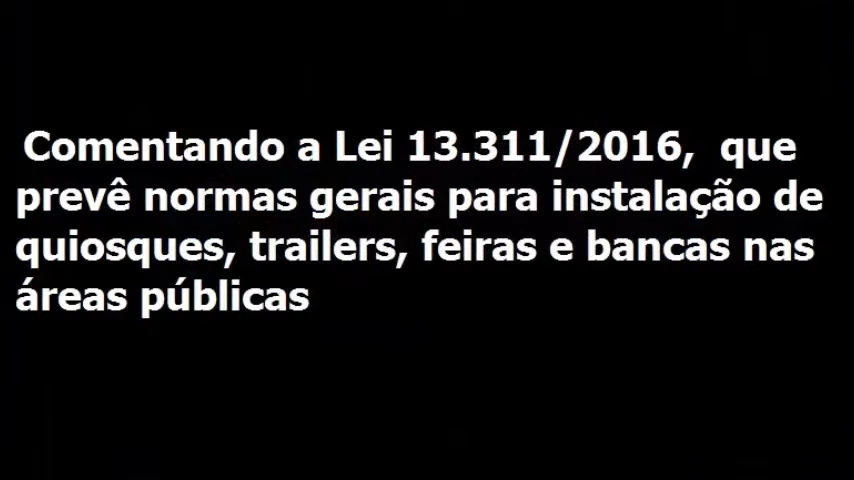 Comentando a Lei 13.311/2016, que
prevê normas gerais para instalação de
quiosques, trailers, feiras e bancas nas
áreas públicas